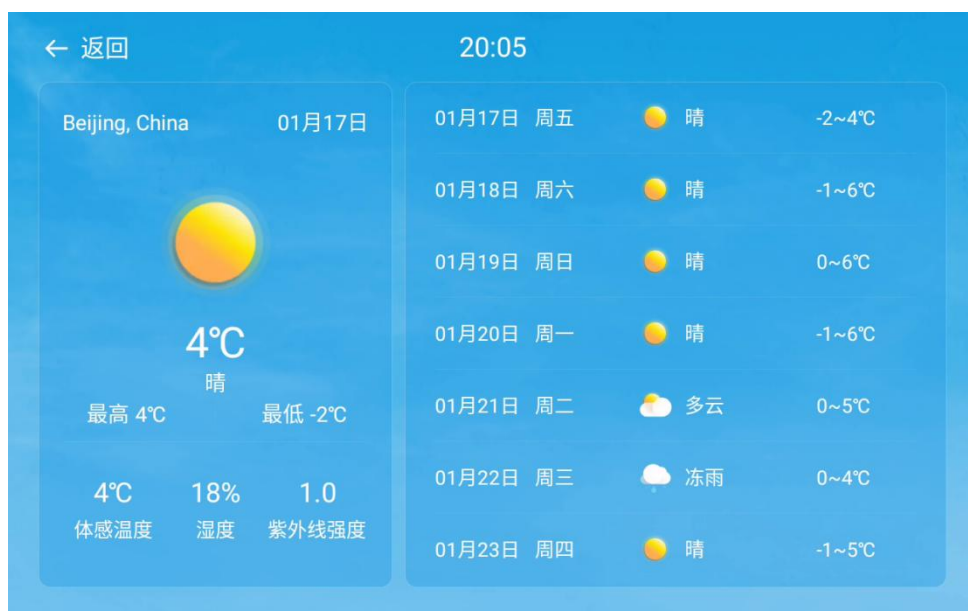 ← 返回
20:05
Beijing, China 01月17日
4℃
晴
最高 4℃ 最低 -2℃
4℃ 18% 1.0
体感温度 湿度 紫外线强度
01月17日 周五 晴 -2~4℃
01月18日 周六 晴 -1~6℃
01月19日 周日 晴 0~6℃
01月20日 周一 晴 -1~6℃
01月21日 周二 多云 0~5℃
01月22日 周三 冻雨 0~4℃
01月23日 周四 晴 -1~5℃